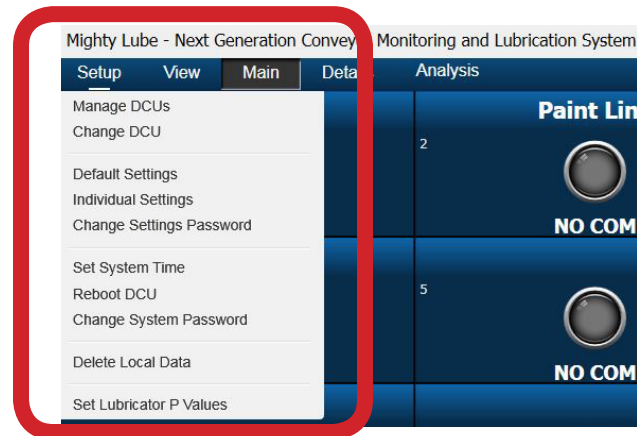 Mighty Lube - Next Generation Convey Monitoring and Lubrication System
Setup View Main Deta Analysis
Manage DCUs
Change DCU
Default Settings
Individual Settings
Change Settings Password
Set System Time
Reboot DCU
Change System Password
Delete Local Data
Set Lubricator P Values
Paint Lin
2
NO COM
5
NO COM